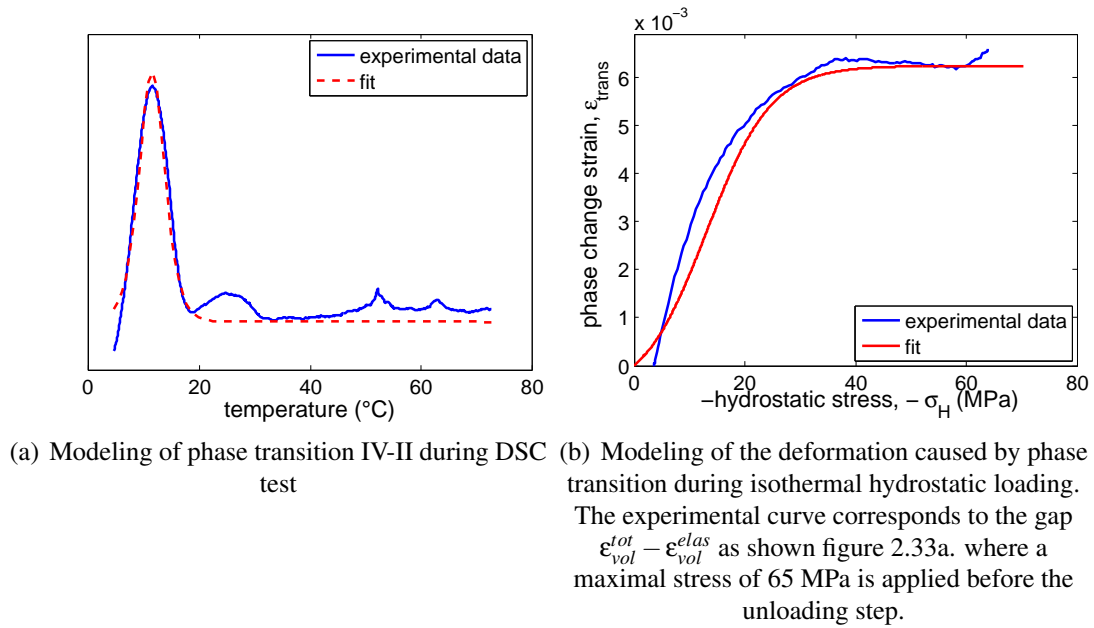 experimental data
fit
0
20
40
60
80
temperature (°C)
(a) Modeling of phase transition IV-II during DSC
test
x 10⁻³
6
5
4
3
2
1
0
phase change strain, ε_trans
experimental data
fit
0
20
40
60
80
−hydrostatic stress, − σ_H (MPa)
(b) Modeling of the deformation caused by phase
transition during isothermal hydrostatic loading.
The experimental curve corresponds to the gap
ε_vol^tot − ε_vol^elas as shown figure 2.33a. where a
maximal stress of 65 MPa is applied before the
unloading step.